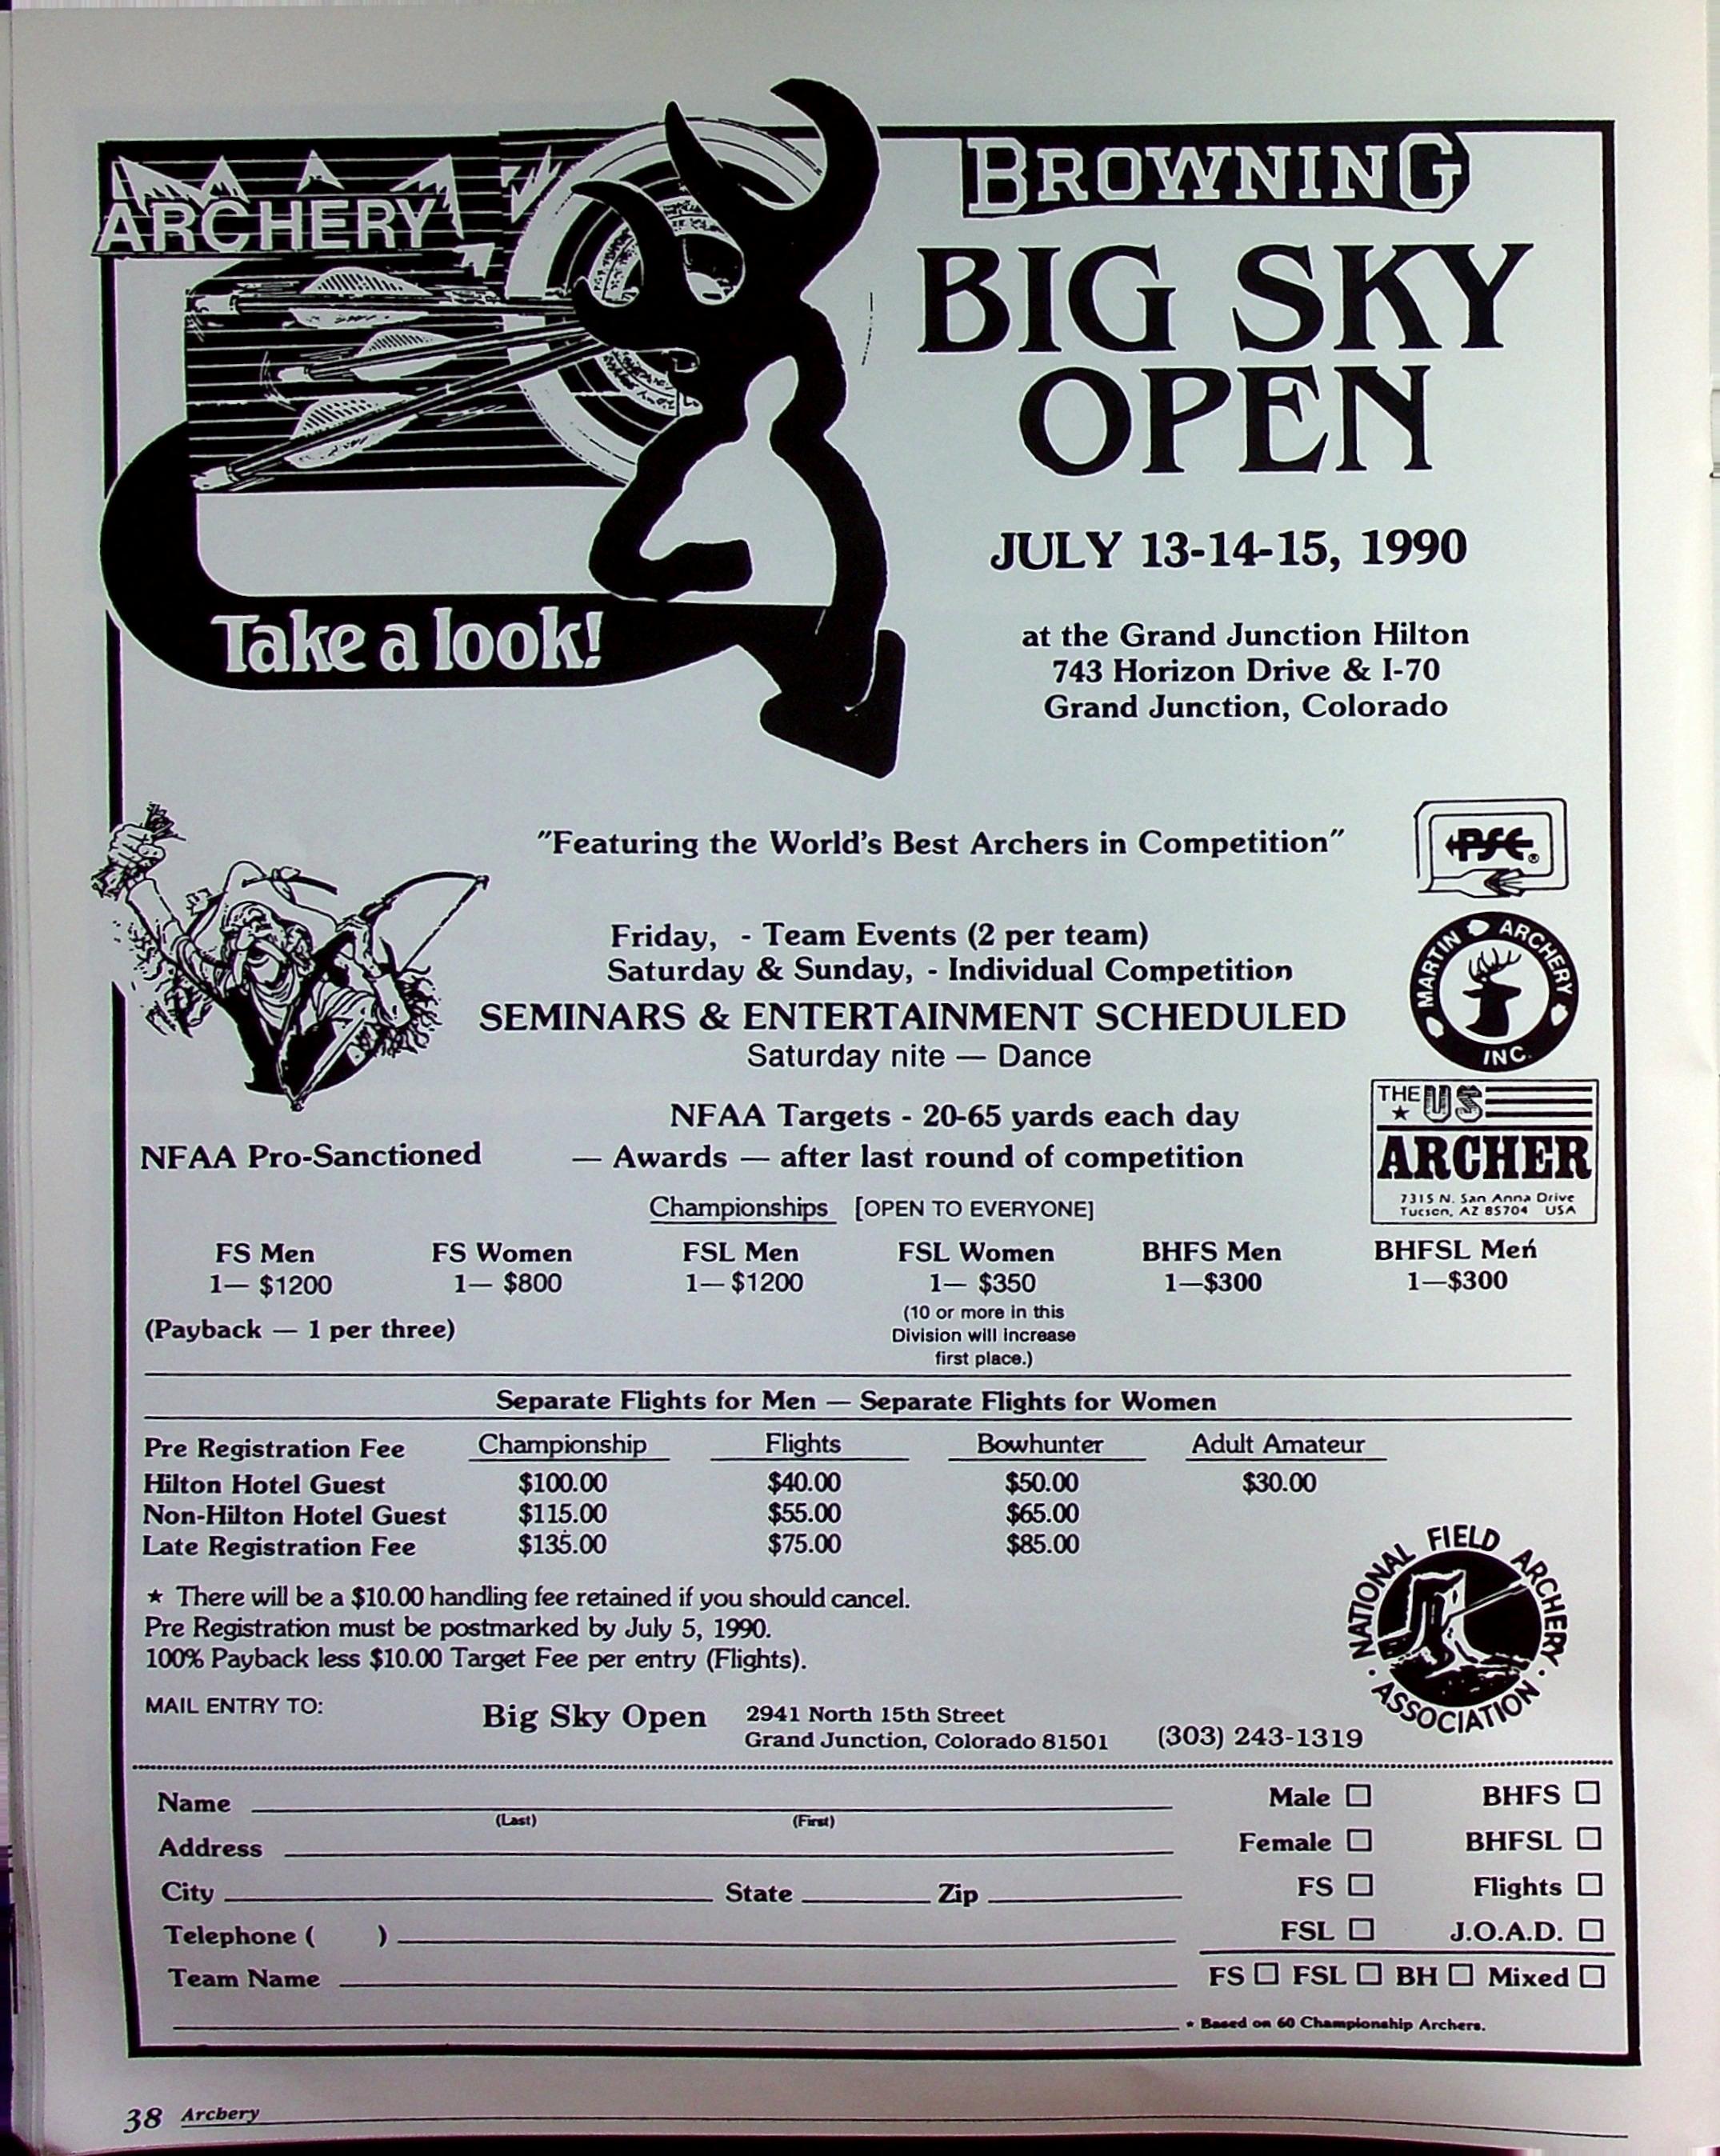 ARCHERY
BROWNING
BIG SKY
OPEN
JULY 13-14-15, 1990
at the Grand Junction Hilton
743 Horizon Drive & I-70
Grand Junction, Colorado
Take a look!
"Featuring the World's Best Archers in Competition"
PSE®
Friday, - Team Events (2 per team)
Saturday & Sunday, - Individual Competition
SEMINARS & ENTERTAINMENT SCHEDULED
Saturday nite — Dance
MARTIN ARCHERY
INC.
NFAA Targets - 20-65 yards each day
NFAA Pro-Sanctioned — Awards — after last round of competition
THE US
ARCHER
7315 N. San Anna Drive
Tucson, AZ 85704 USA
Championships [OPEN TO EVERYONE]
FS Men FS Women FSL Men FSL Women BHFS Men BHFSL Men
1— $1200 1— $800 1— $1200 1— $350 1—$300 1—$300
(Payback — 1 per three)
(10 or more in this
Division will increase
first place.)
Separate Flights for Men — Separate Flights for Women
Pre Registration Fee Championship Flights Bowhunter Adult Amateur
Hilton Hotel Guest $100.00 $40.00 $50.00 $30.00
Non-Hilton Hotel Guest $115.00 $55.00 $65.00
Late Registration Fee $135.00 $75.00 $85.00
★ There will be a $10.00 handling fee retained if you should cancel.
Pre Registration must be postmarked by July 5, 1990.
100% Payback less $10.00 Target Fee per entry (Flights).
NATIONAL FIELD ARCHERY
· ASSOCIATION ·
MAIL ENTRY TO: Big Sky Open 2941 North 15th Street
Grand Junction, Colorado 81501 (303) 243-1319
Name Male □ BHFS □
(Last) (First)
Address Female □ BHFSL □
City State Zip FS □ Flights □
Telephone ( ) FSL □ J.O.A.D. □
Team Name FS □ FSL □ BH □ Mixed □
* Based on 60 Championship Archers.
38 Archery